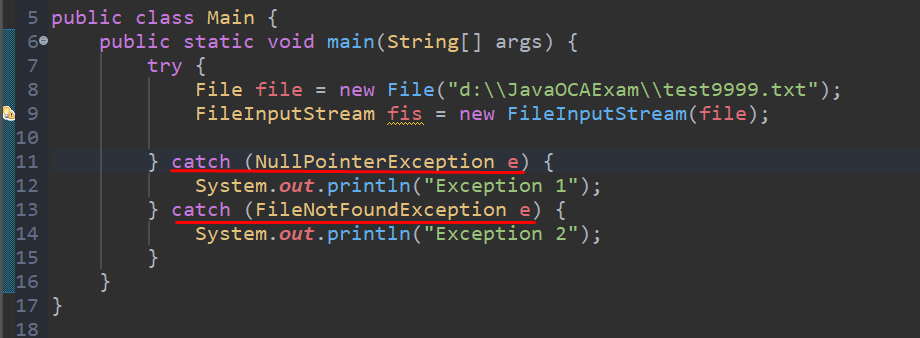 5 public class Main {
6 public static void main(String[] args) {
7 try {
8 File file = new File("d:\\JavaOCAExam\\test9999.txt");
9 FileInputStream fis = new FileInputStream(file);
10
11 } catch (NullPointerException e) {
12 System.out.println("Exception 1");
13 } catch (FileNotFoundException e) {
14 System.out.println("Exception 2");
15 }
16 }
17 }
18